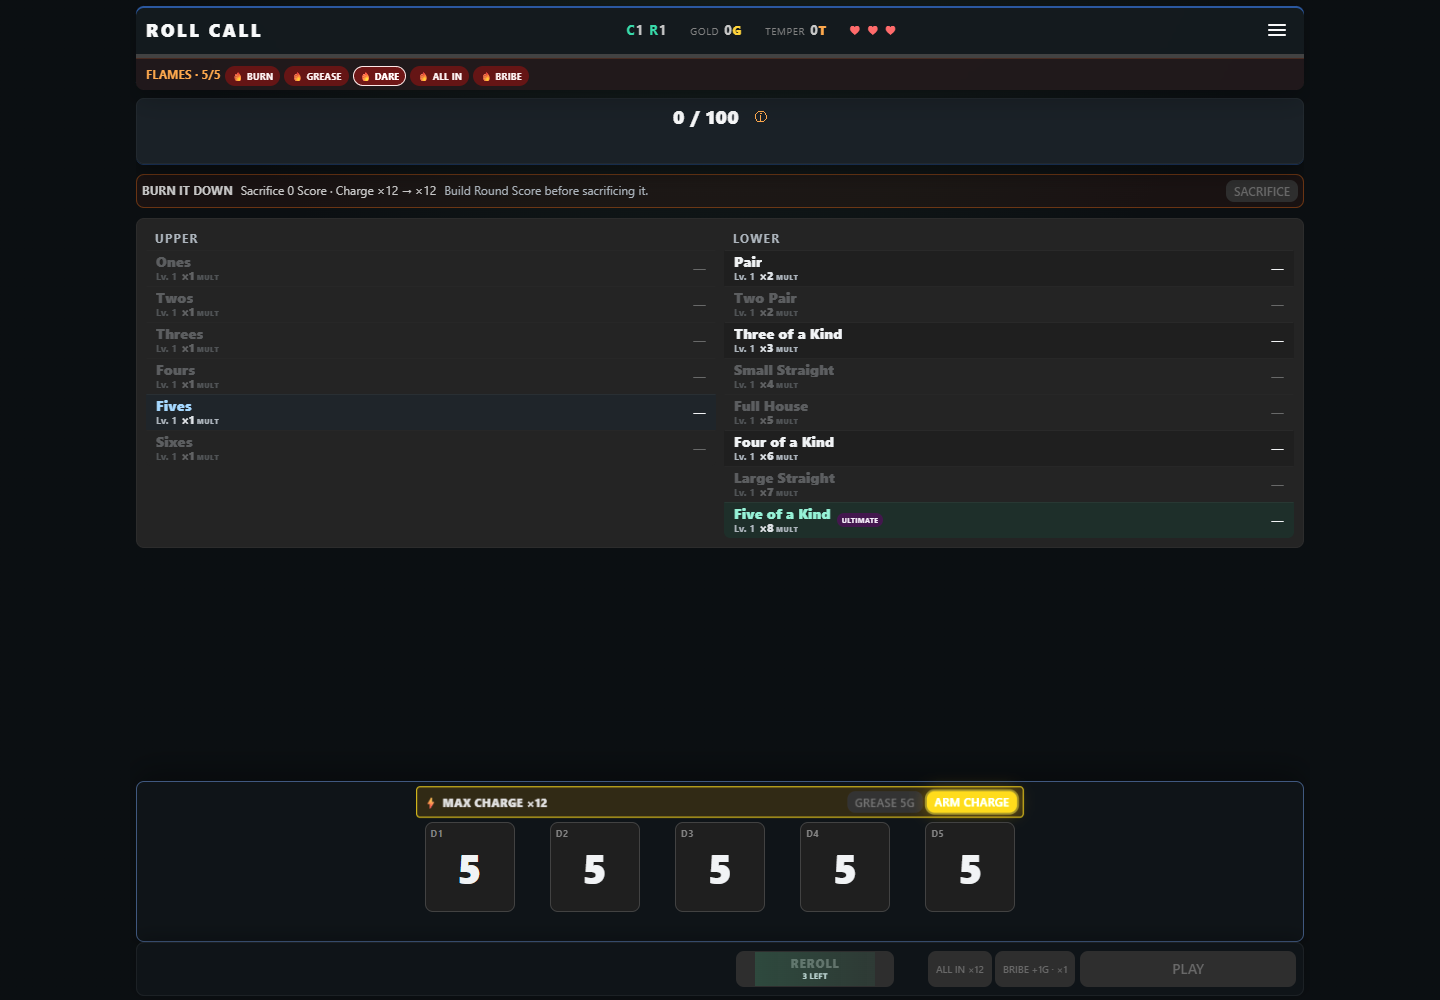 ROLL CALL
C1 R1 GOLD 0G TEMPER 0T
FLAMES · 5/5 BURN GREASE DARE ALL IN BRIBE
0 / 100
BURN IT DOWN Sacrifice 0 Score · Charge ×12 → ×12 Build Round Score before sacrificing it. SACRIFICE
UPPER
Ones —
Lv. 1 x1 MULT
Twos —
Lv. 1 x1 MULT
Threes —
Lv. 1 x1 MULT
Fours —
Lv. 1 x1 MULT
Fives —
Lv. 1 x1 MULT
Sixes —
Lv. 1 x1 MULT
LOWER
Pair —
Lv. 1 x2 MULT
Two Pair —
Lv. 1 x2 MULT
Three of a Kind —
Lv. 1 x3 MULT
Small Straight —
Lv. 1 x4 MULT
Full House —
Lv. 1 x5 MULT
Four of a Kind —
Lv. 1 x6 MULT
Large Straight —
Lv. 1 x7 MULT
Five of a Kind ULTIMATE —
Lv. 1 x8 MULT
MAX CHARGE ×12 GREASE 5G ARM CHARGE
D1 D2 D3 D4 D5
5 5 5 5 5
REROLL
3 LEFT
ALL IN ×12 BRIBE +1G · ×1 PLAY